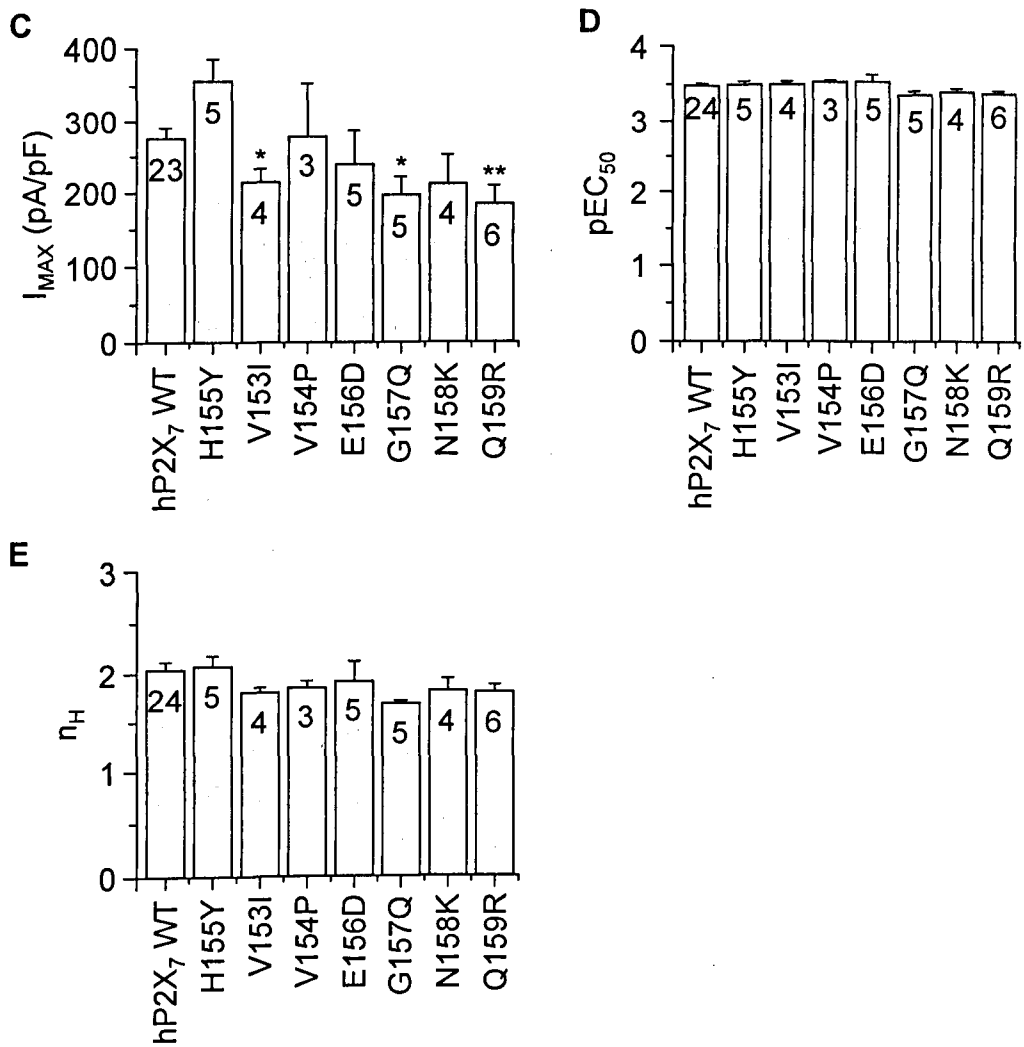 C
I_MAX (pA/pF)
400
300
200
100
0
23
5
*
4
3
5
*
5
4
**
6
hP2X₇ WT
H155Y
V153I
V154P
E156D
G157Q
N158K
Q159R
D
pEC₅₀
4
3
2
1
0
24
5
4
3
5
5
4
6
hP2X₇ WT
H155Y
V153I
V154P
E156D
G157Q
N158K
Q159R
E
n_H
3
2
1
0
24
5
4
3
5
5
4
6
hP2X₇ WT
H155Y
V153I
V154P
E156D
G157Q
N158K
Q159R